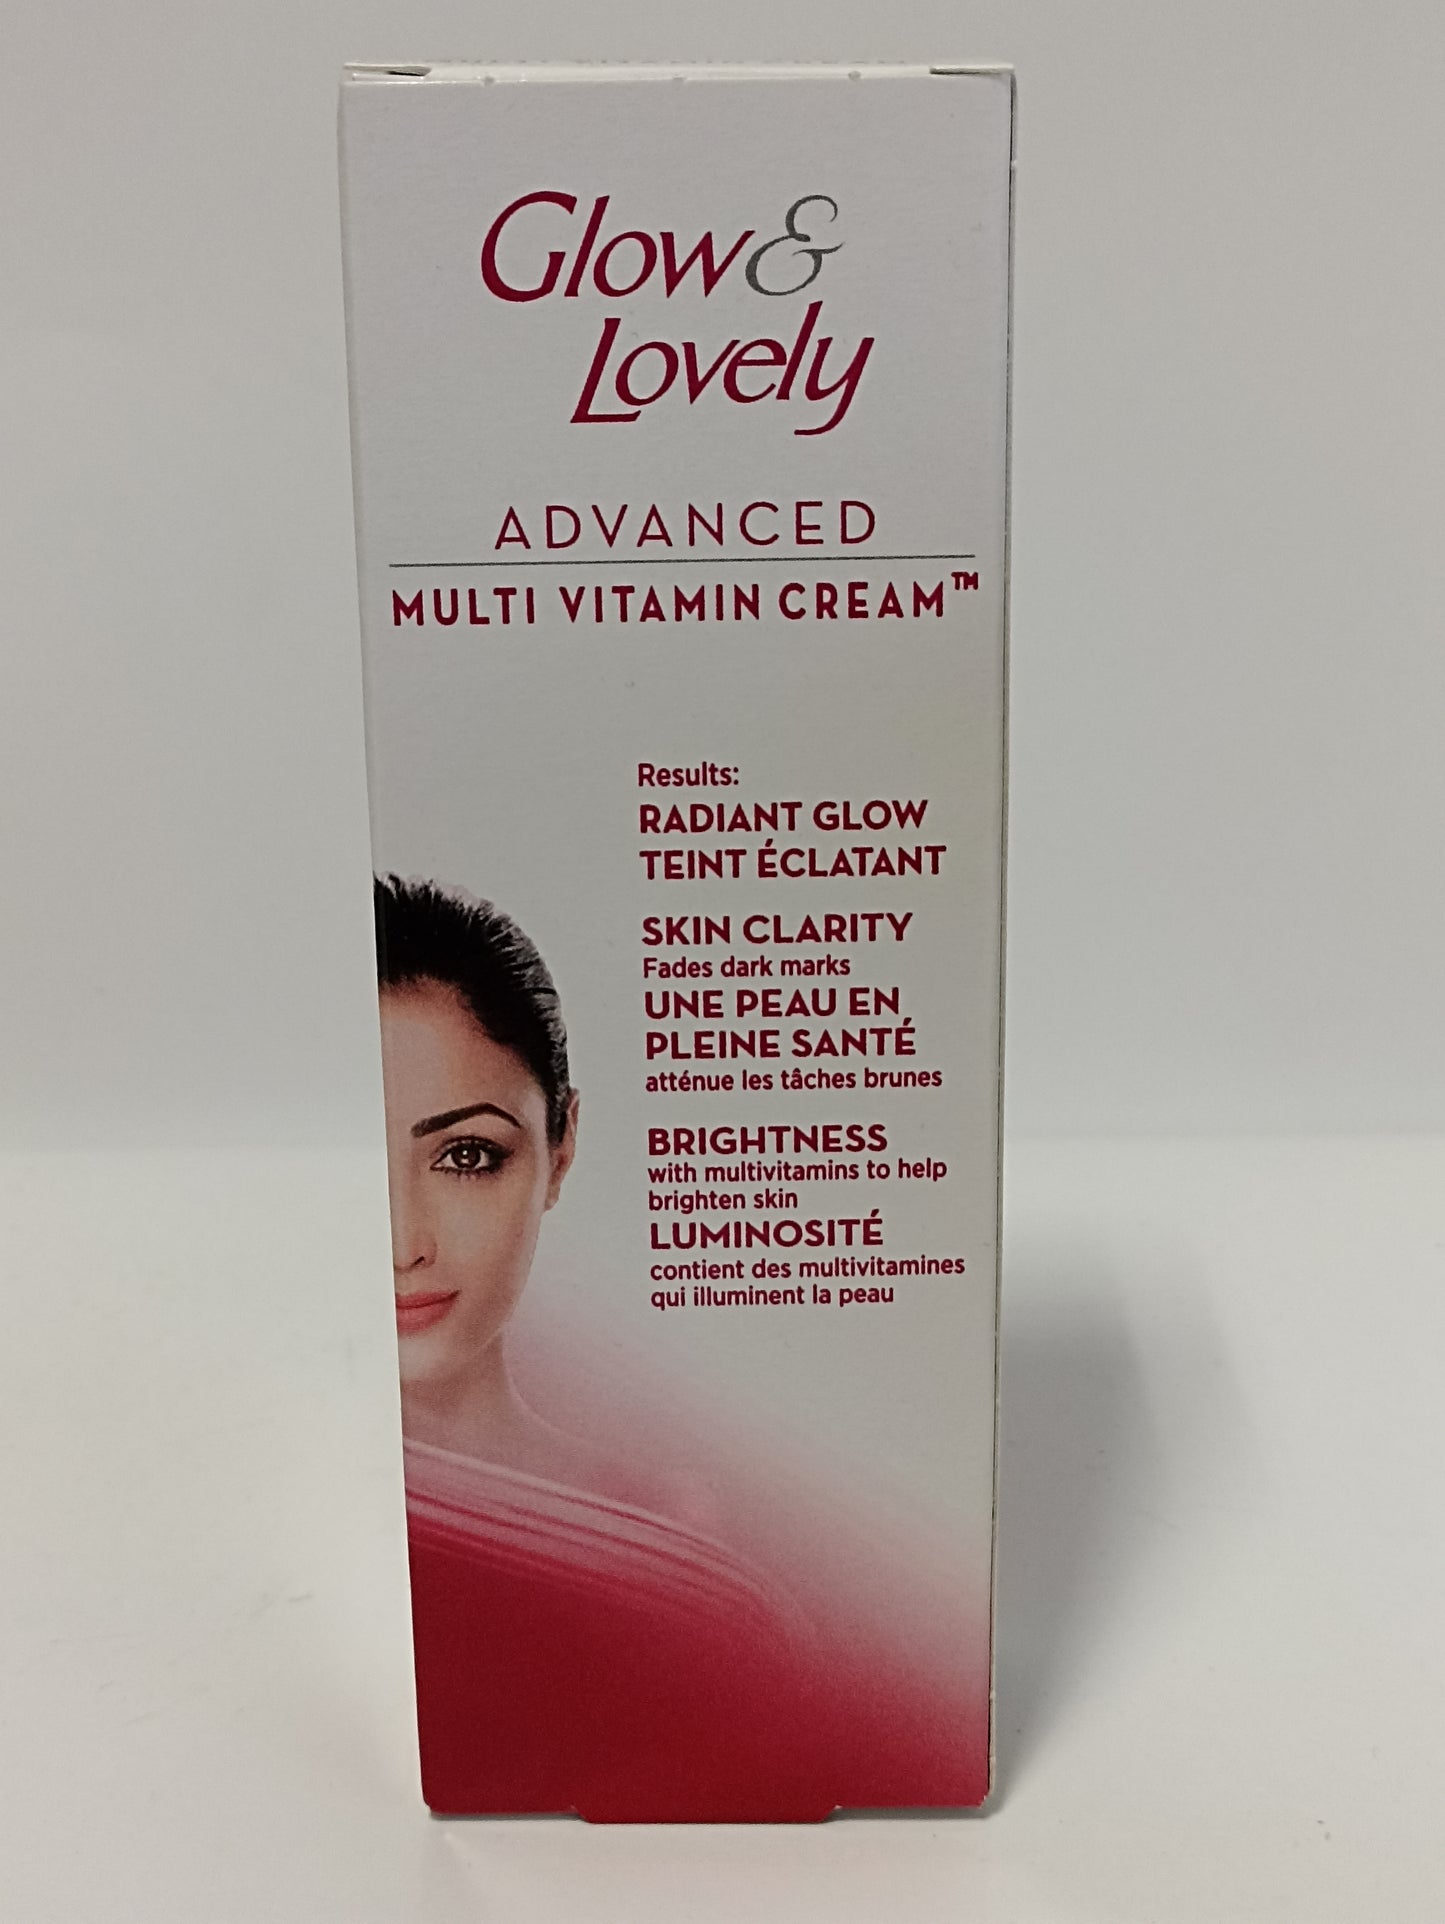 Glow &
Lovely
ADVANCED
MULTI VITAMIN CREAM™
Results:
RADIANT GLOW
TEINT ÉCLATANT
SKIN CLARITY
Fades dark marks
UNE PEAU EN
PLEINE SANTÉ
atténue les tâches brunes
BRIGHTNESS
with multivitamins to help
brighten skin
LUMINOSITÉ
contient des multivitamines
qui illuminent la peau